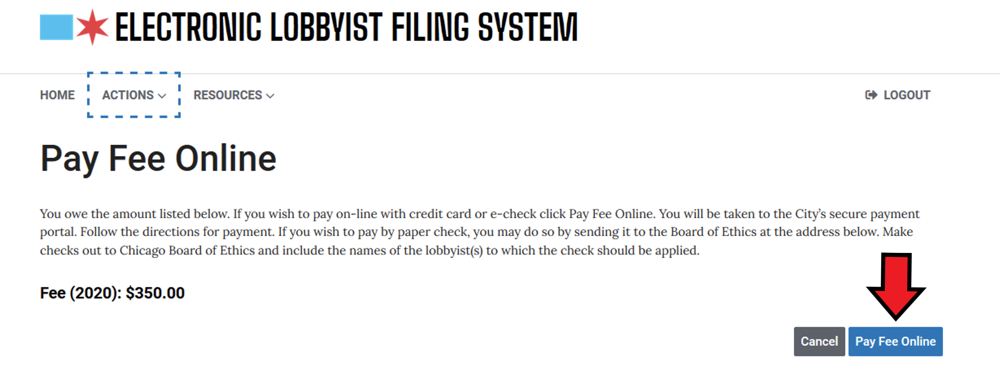 ELECTRONIC LOBBYIST FILING SYSTEM
HOME ACTIONS RESOURCES LOGOUT
Pay Fee Online
You owe the amount listed below. If you wish to pay on-line with credit card or e-check click Pay Fee Online. You will be taken to the City’s secure payment
portal. Follow the directions for payment. If you wish to pay by paper check, you may do so by sending it to the Board of Ethics at the address below. Make
checks out to Chicago Board of Ethics and include the names of the lobbyist(s) to which the check should be applied.
Fee (2020): $350.00
Cancel Pay Fee Online